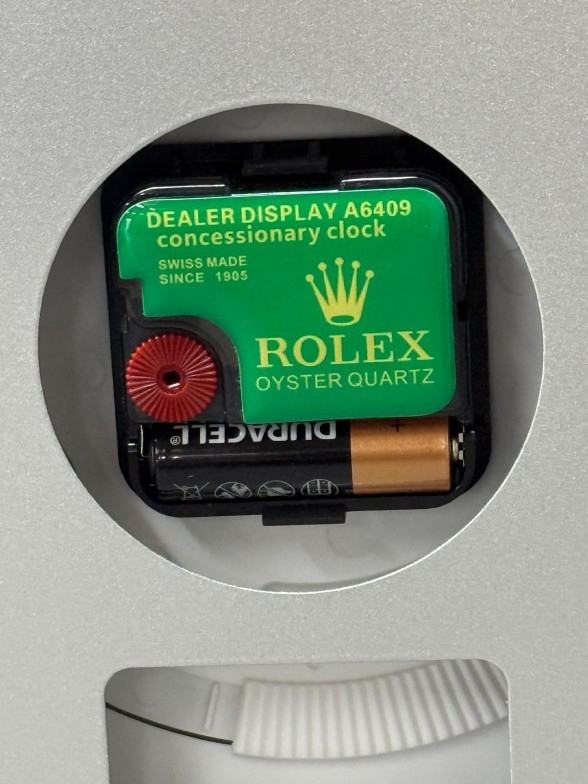 DEALER DISPLAY A6409
concessionary clock
SWISS MADE
SINCE 1905
ROLEX
OYSTER QUARTZ
DURACELL®
+